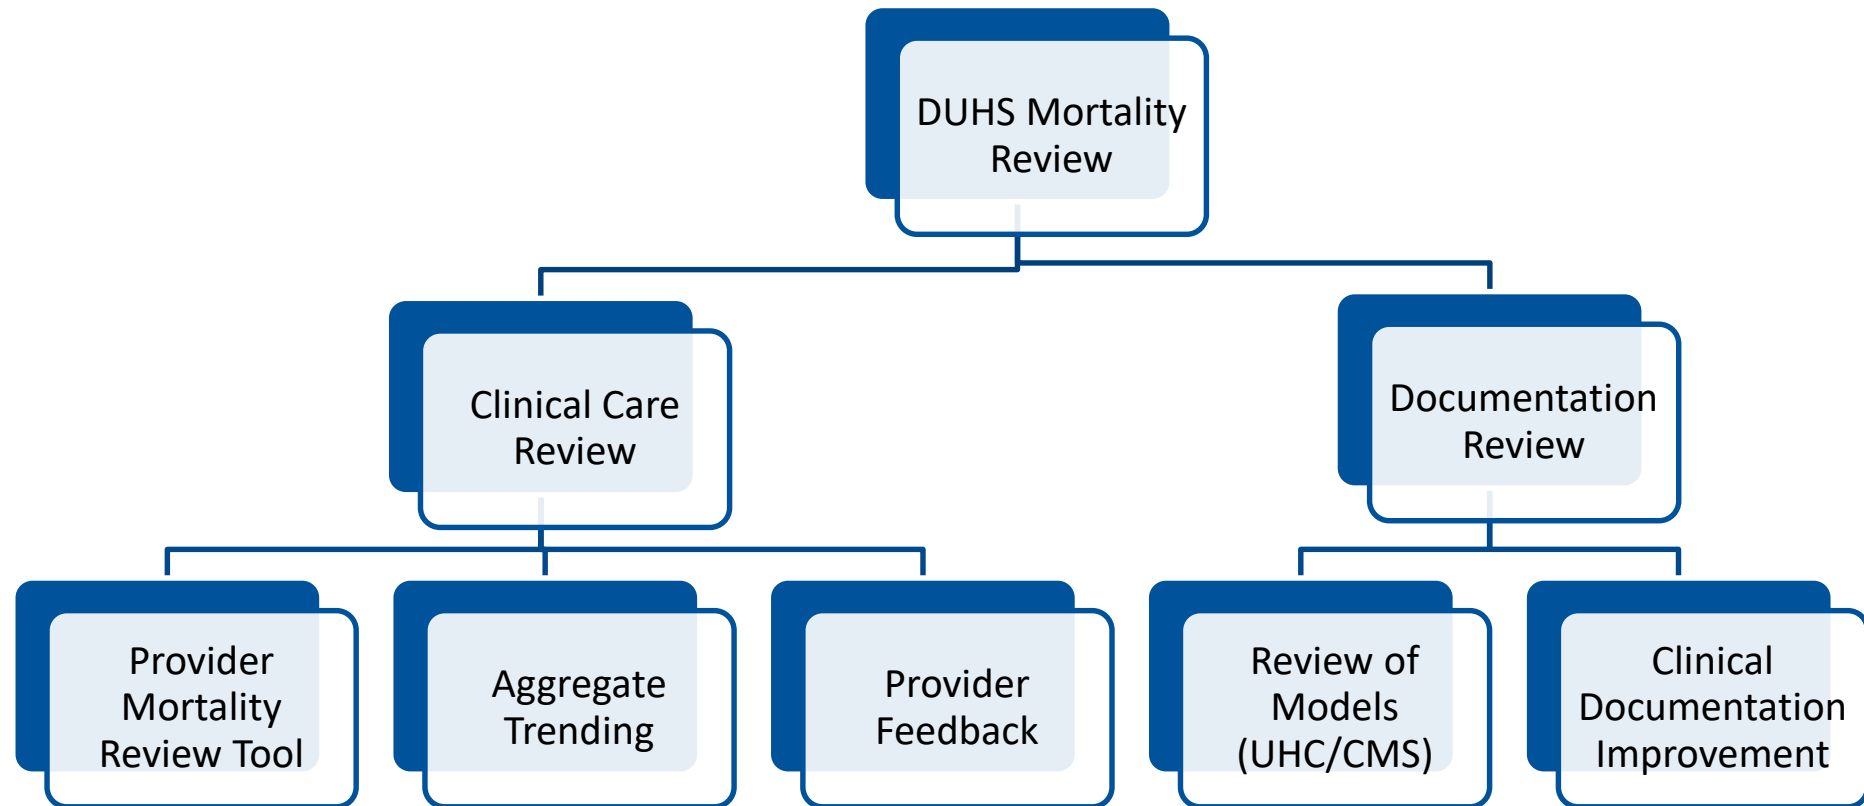 DUHS Mortality
Review
Clinical Care
Review
Documentation
Review
Provider
Mortality
Review Tool
Aggregate
Trending
Provider
Feedback
Review of
Models
(UHC/CMS)
Clinical
Documentation
Improvement